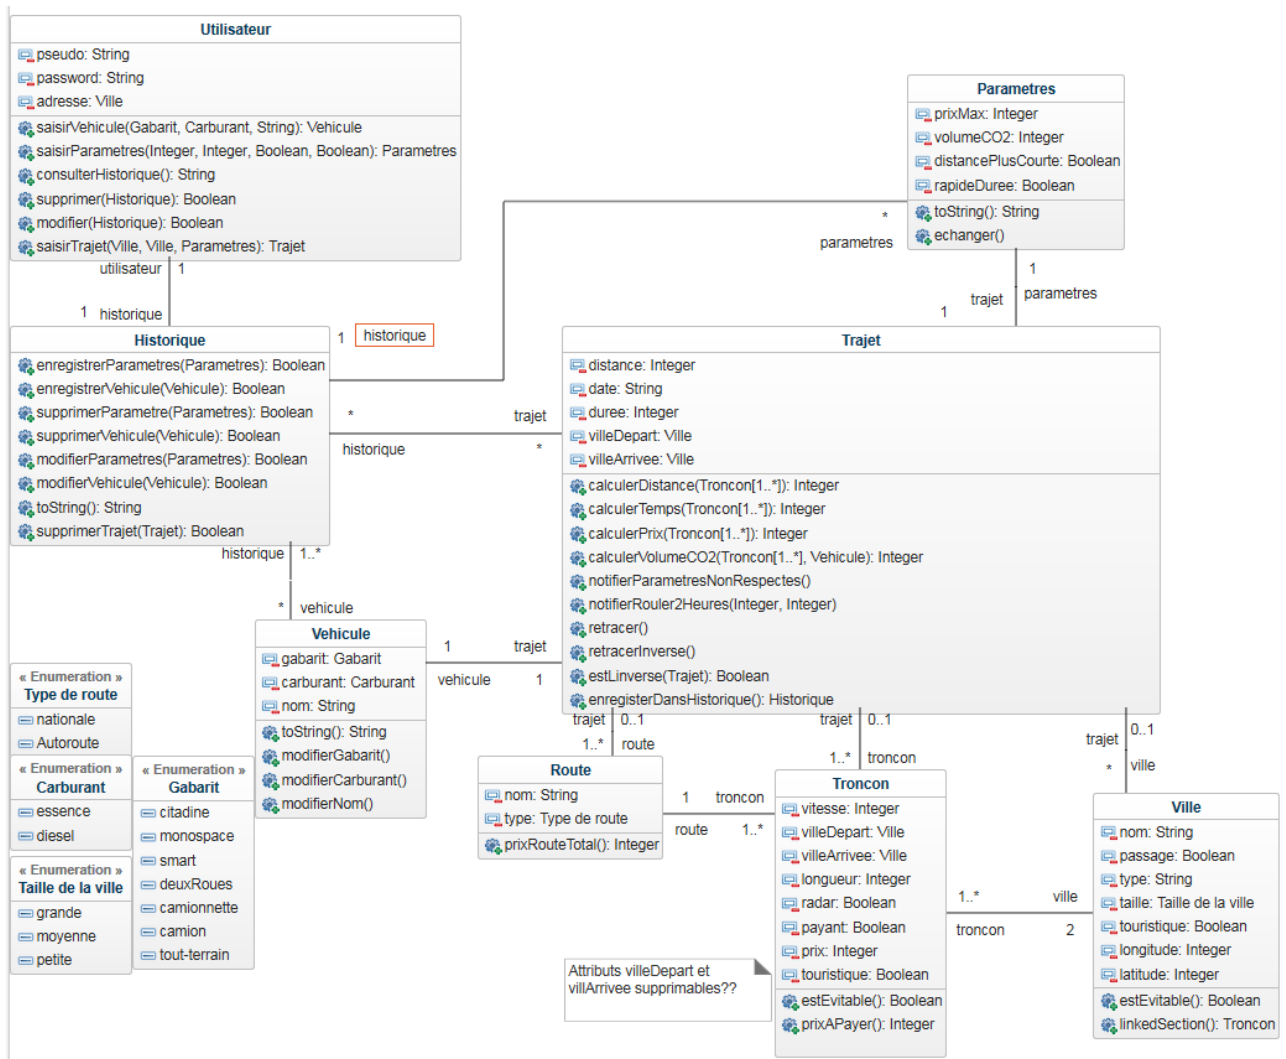 Utilisateur
pseudo: String
password: String
adresse: Ville
saisirVehicule(Gabarit, Carburant, String): Vehicule
saisirParametres(Integer, Integer, Boolean, Boolean): Parametres
consulterHistorique(): String
supprimer(Historique): Boolean
modifier(Historique): Boolean
saisirTrajet(Ville, Ville, Parametres): Trajet
utilisateur 1
1 historique
Parametres
prixMax: Integer
volumeCO2: Integer
distancePlusCourte: Boolean
rapideDuree: Boolean
toString(): String
echanger()
*
parametres
1
trajet parametres
1
Historique
enregistrerParametres(Parametres): Boolean
enregistrerVehicule(Vehicule): Boolean
supprimerParametre(Parametres): Boolean
supprimerVehicule(Vehicule): Boolean
modifierParametres(Parametres): Boolean
modifierVehicule(Vehicule): Boolean
toString(): String
supprimerTrajet(Trajet): Boolean
1 historique
* trajet
historique *
historique 1..*
* vehicule
Trajet
distance: Integer
date: String
duree: Integer
villeDepart: Ville
villeArrivee: Ville
calculerDistance(Troncon[1..*]): Integer
calculerTemps(Troncon[1..*]): Integer
calculerPrix(Troncon[1..*]): Integer
calculerVolumeCO2(Troncon[1..*], Vehicule): Integer
notifierParametresNonRespectes()
notifierRouler2Heures(Integer, Integer)
retracer()
retracerInverse()
estLinverse(Trajet): Boolean
enregisterDansHistorique(): Historique
Vehicule
gabarit: Gabarit
carburant: Carburant
nom: String
toString(): String
modifierGabarit()
modifierCarburant()
modifierNom()
1 trajet
vehicule 1
« Enumeration »
Type de route
nationale
Autoroute
« Enumeration »
Carburant
essence
diesel
« Enumeration »
Taille de la ville
grande
moyenne
petite
« Enumeration »
Gabarit
citadine
monospace
smart
deuxRoues
camionnette
camion
tout-terrain
trajet 0..1
1..* route
trajet 0..1
1..* troncon
trajet 0..1
* ville
Route
nom: String
type: Type de route
prixRouteTotal(): Integer
1 troncon
route 1..*
Troncon
vitesse: Integer
villeDepart: Ville
villeArrivee: Ville
longueur: Integer
radar: Boolean
payant: Boolean
prix: Integer
touristique: Boolean
estEvitable(): Boolean
prixAPayer(): Integer
1..* ville
troncon 2
Ville
nom: String
passage: Boolean
type: String
taille: Taille de la ville
touristique: Boolean
longitude: Integer
latitude: Integer
estEvitable(): Boolean
linkedSection(): Troncon
Attributs villeDepart et
villArrivee supprimables??